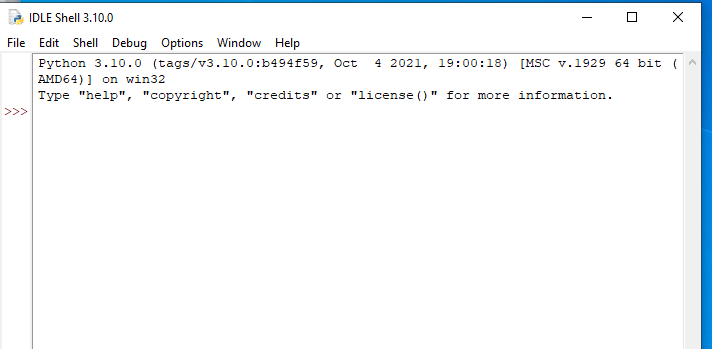 IDLE Shell 3.10.0
File Edit Shell Debug Options Window Help
Python 3.10.0 (tags/v3.10.0:b494f59, Oct  4 2021, 19:00:18) [MSC v.1929 64 bit (
AMD64)] on win32
Type "help", "copyright", "credits" or "license()" for more information.
>>>